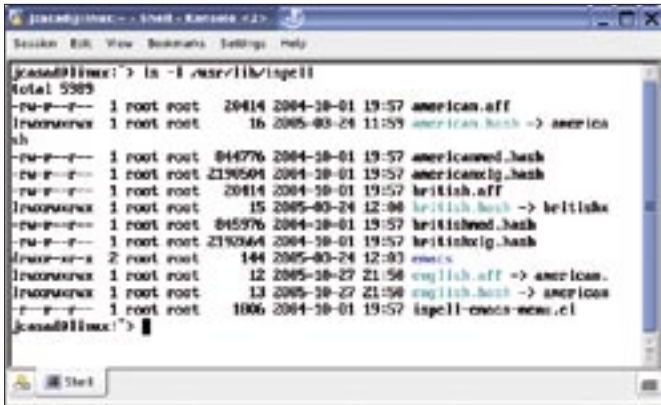 jcasad@linux:~ - Shell - Konsole <2>
Session Edit View Bookmarks Settings Help
jcasad@linux:~> ls -l /usr/lib/ispell
total 5989
-rw-r--r-- 1 root root 20414 2004-10-01 19:57 american.aff
lrwxrwxrwx 1 root root 16 2005-03-24 11:59 american.hash -> america
sh
-rw-r--r-- 1 root root 844776 2004-10-01 19:57 americanmed.hash
-rw-r--r-- 1 root root 2190504 2004-10-01 19:57 americanxlg.hash
-rw-r--r-- 1 root root 20414 2004-10-01 19:57 british.aff
lrwxrwxrwx 1 root root 15 2005-03-24 12:00 british.hash -> britishx
-rw-r--r-- 1 root root 845976 2004-10-01 19:57 britishmed.hash
-rw-r--r-- 1 root root 2192664 2004-10-01 19:57 britishxlg.hash
drwxr-xr-x 2 root root 144 2005-03-24 12:03 emacs
lrwxrwxrwx 1 root root 12 2005-10-27 21:50 english.aff -> american.
lrwxrwxrwx 1 root root 13 2005-10-27 21:50 english.hash -> american
-r--r--r-- 1 root root 1806 2004-10-01 19:57 ispell-emacs-menu.el
jcasad@linux:~>
Shell